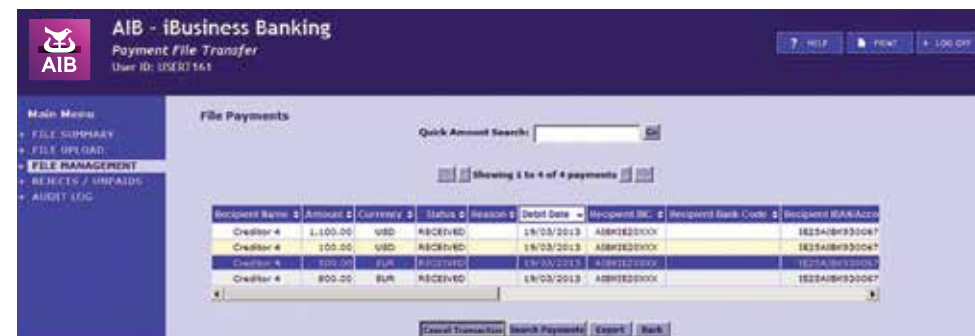 AIB - iBusiness Banking
Payment File Transfer
User ID: USERT161
AIB
? HELP
PRINT
LOG OFF
Main Menu
FILE SUMMARY
FILE UPLOAD
FILE MANAGEMENT
REJECTS / UNPAIDS
AUDIT LOG
File Payments
Quick Amount Search:
Go
Showing 1 to 4 of 4 payments
Recipient Name Amount Currency Status Reason Debit Date Recipient BIC Recipient Bank Code Recipient IBAN/Acco
Creditor 4 1,100.00 USD RECEIVED 19/03/2013
Creditor 4 100.00 USD RECEIVED 19/03/2013
Creditor 4 EUR RECEIVED 19/03/2013
Creditor 4 800.00 EUR RECEIVED 19/03/2013
Cancel Transaction Search Payments Export Back